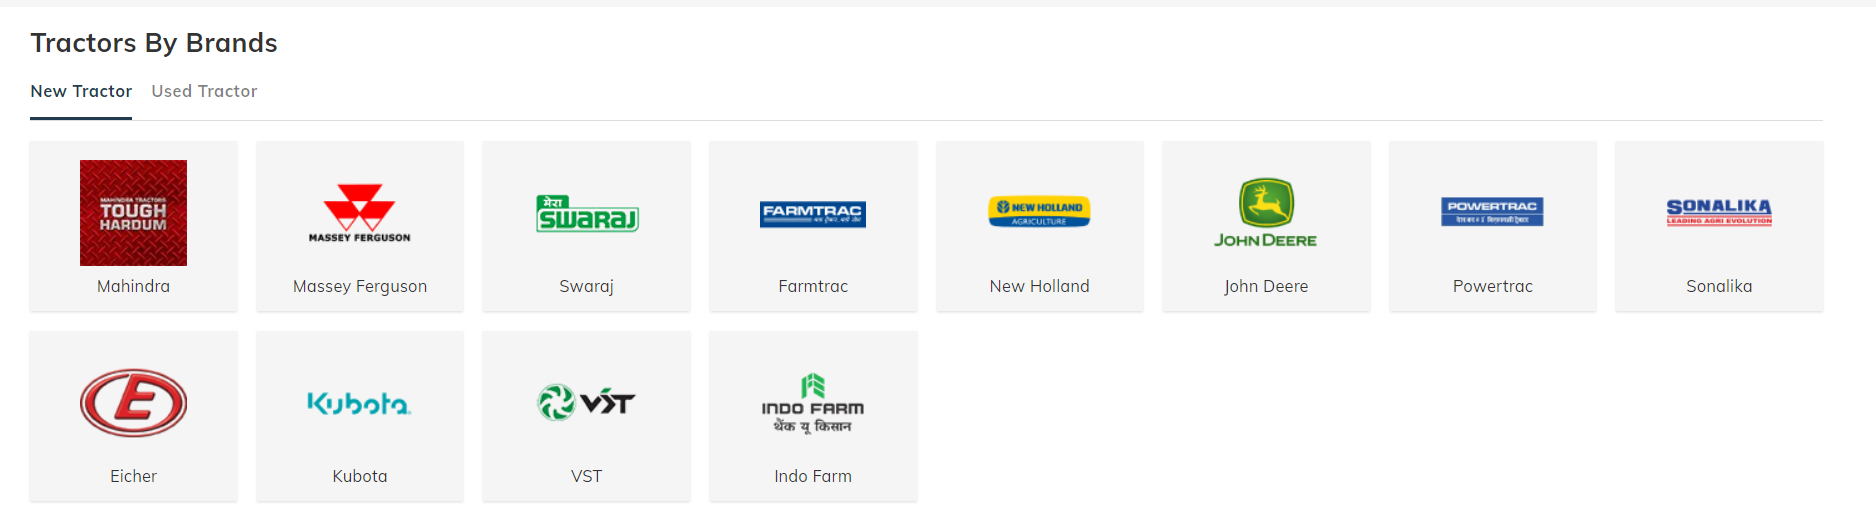 Tractors By Brands
New Tractor Used Tractor
MAHINDRA TRACTORS
TOUGH
HARDUM
Mahindra
MASSEY FERGUSON
Massey Ferguson
मेरा
SWARAJ
Swaraj
FARMTRAC
Farmtrac
NEW HOLLAND
AGRICULTURE
New Holland
JOHN DEERE
John Deere
POWERTRAC
Powertrac
SONALIKA
LEADING AGRI EVOLUTION
Sonalika
E
Eicher
Kubota
Kubota
VST
VST
INDO FARM
थैंक यू किसान
Indo Farm